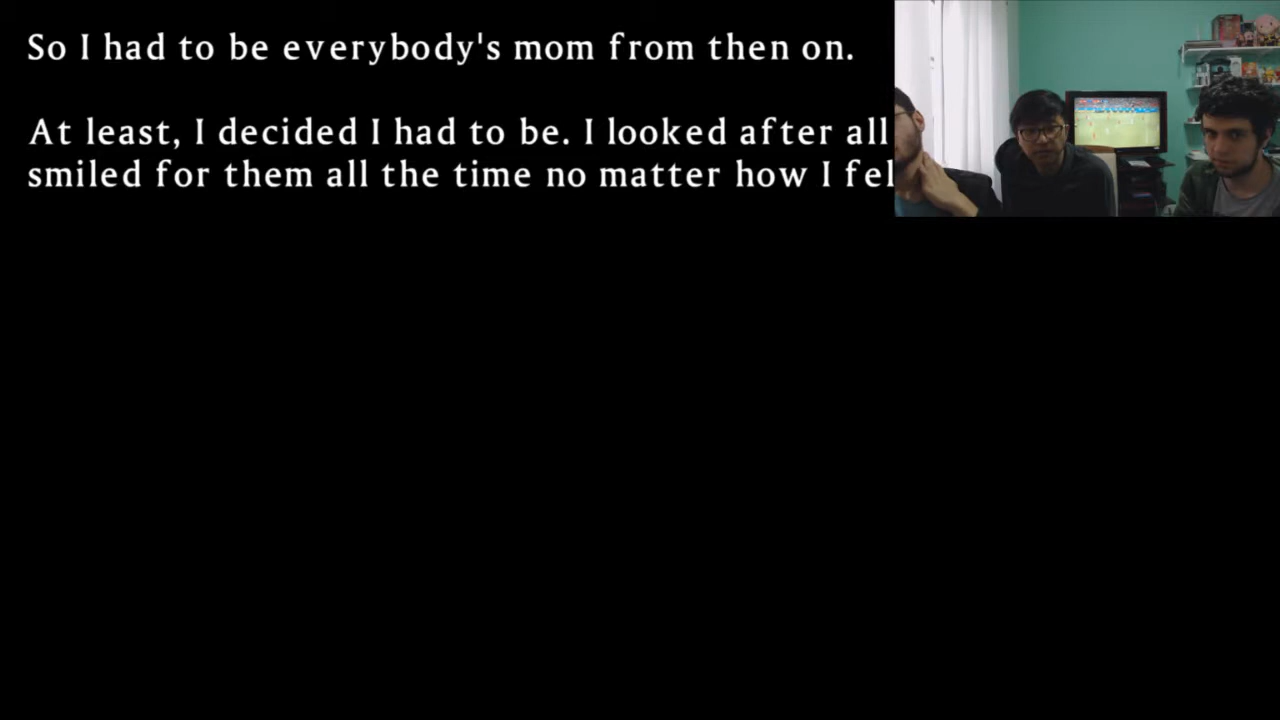 So I had to be everybody's mom from then on.
At least, I decided I had to be. I looked after all
smiled for them all the time no matter how I